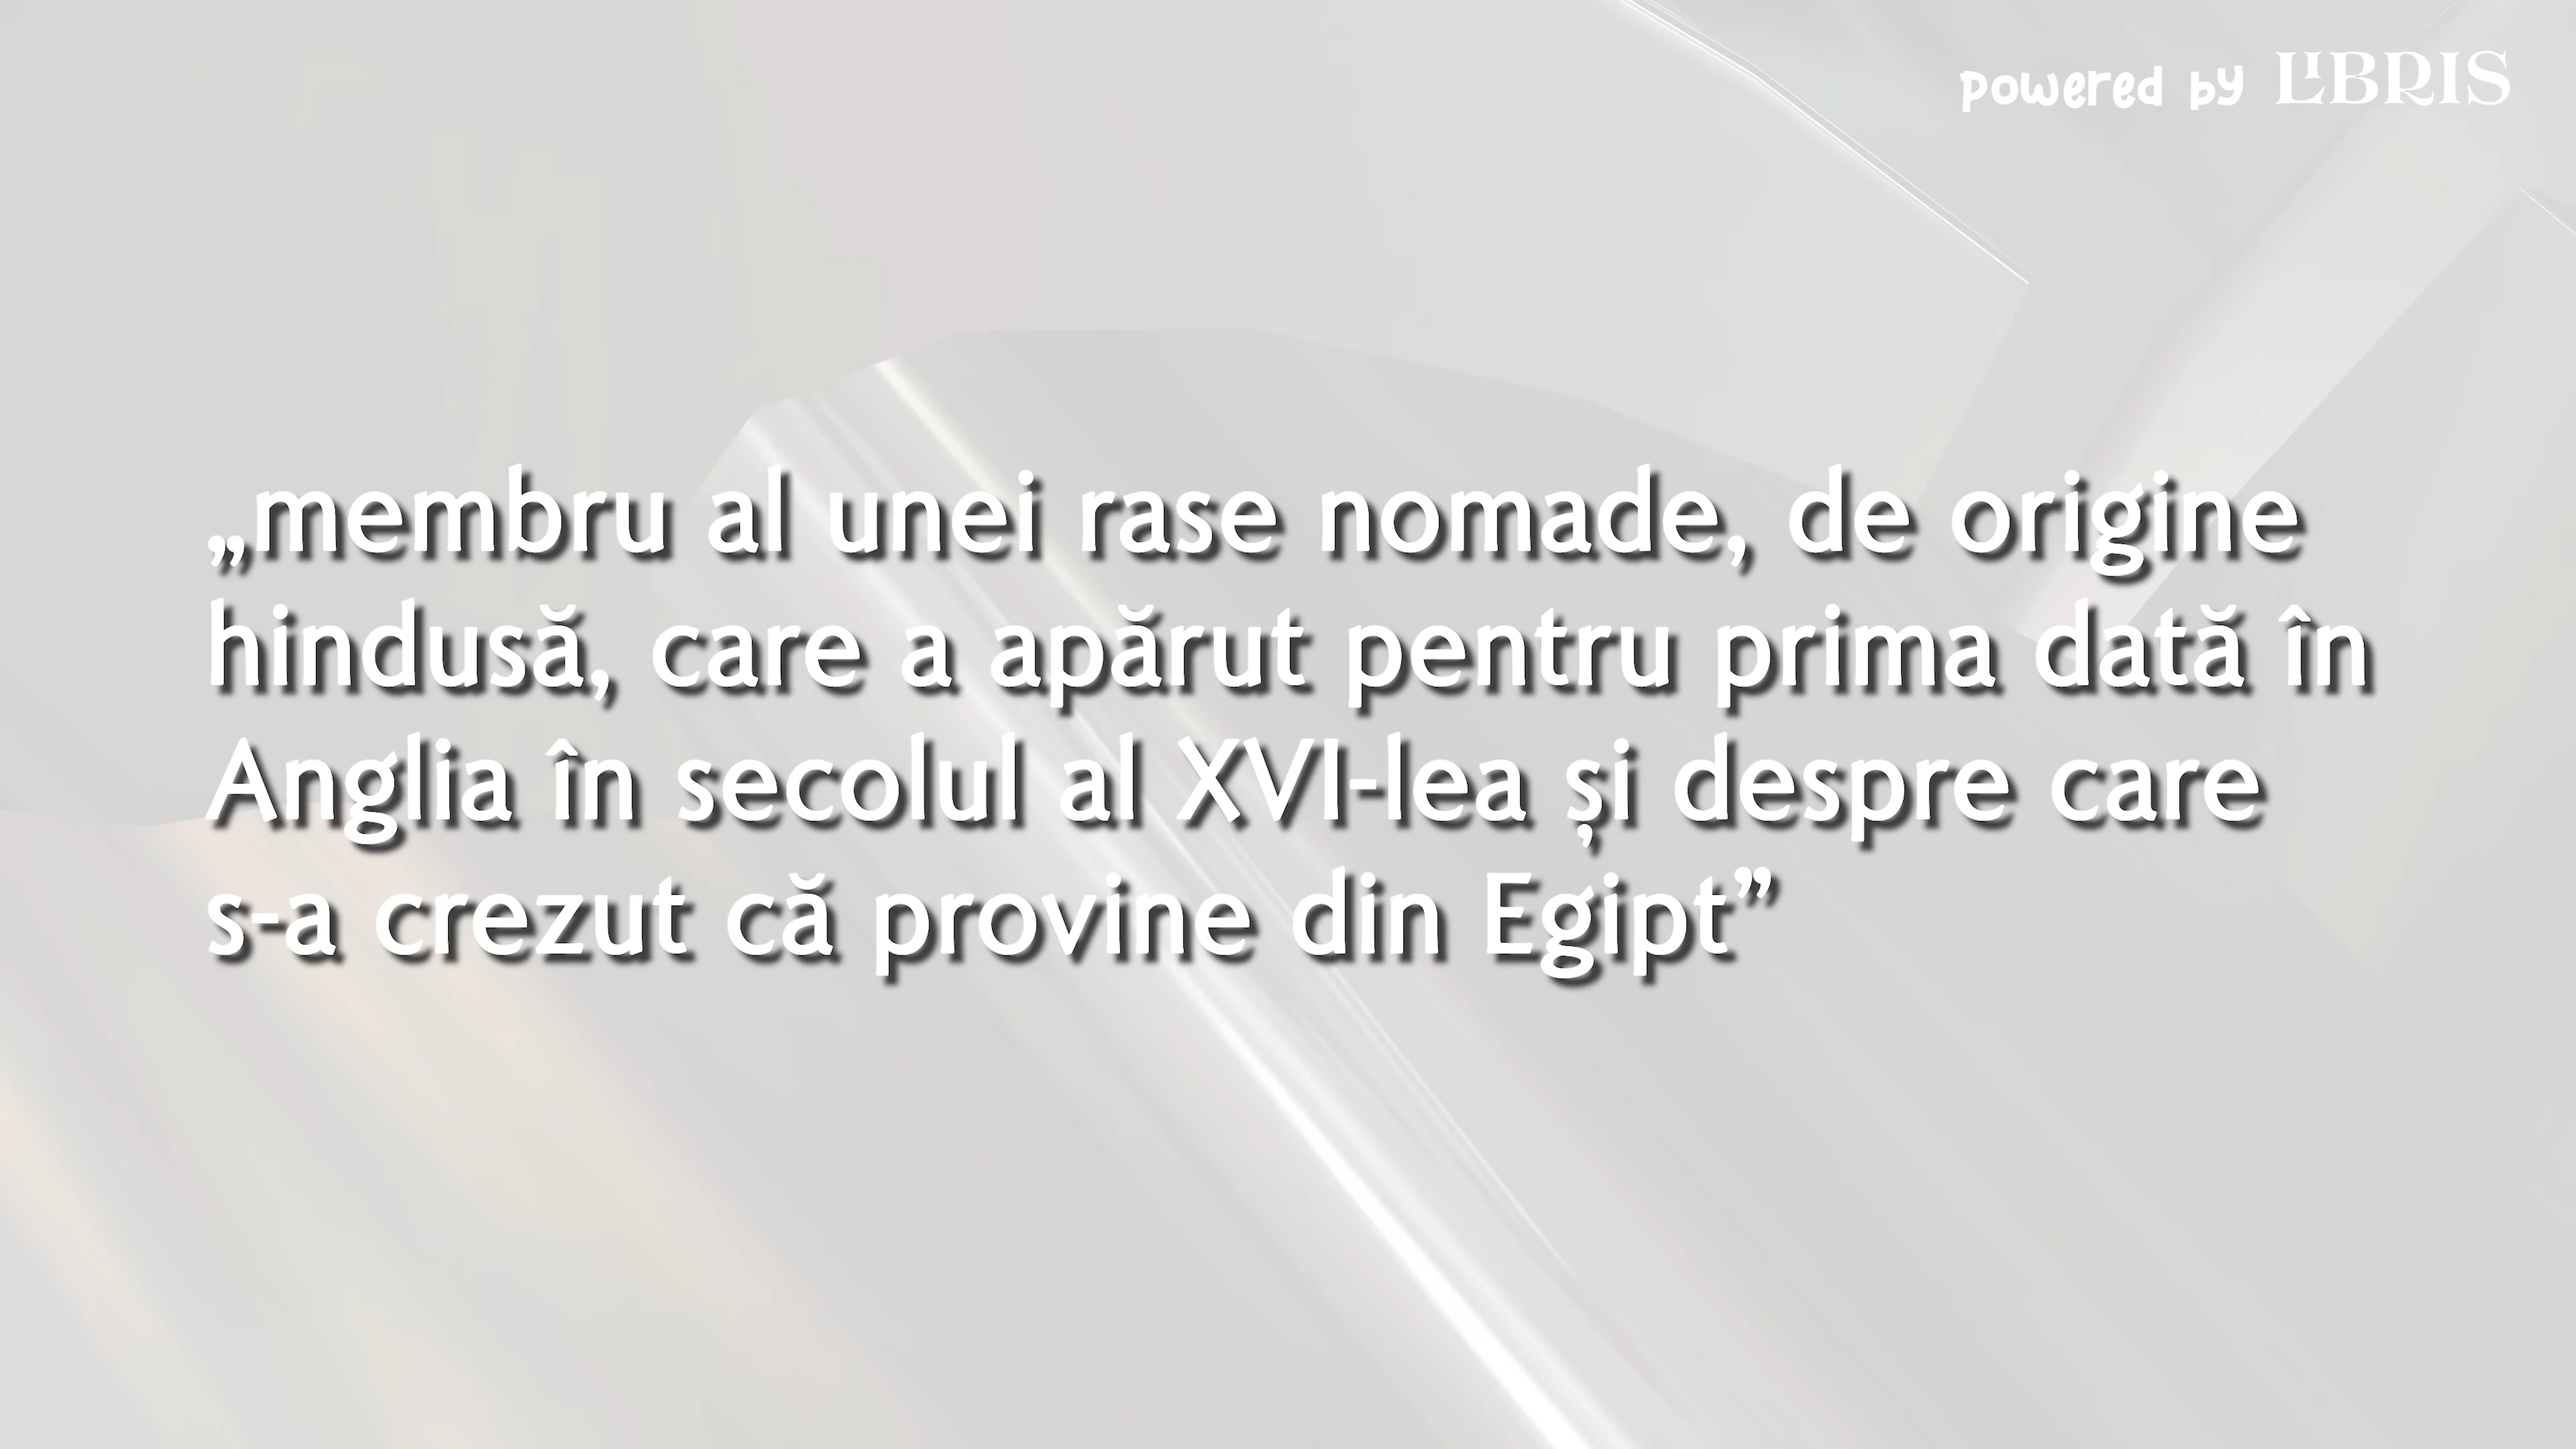 powered by LIBRIS
„membru al unei rase nomade, de origine
hindusă, care a apărut pentru prima dată în
Anglia în secolul al XVI-lea și despre care
s-a crezut că provine din Egipt”